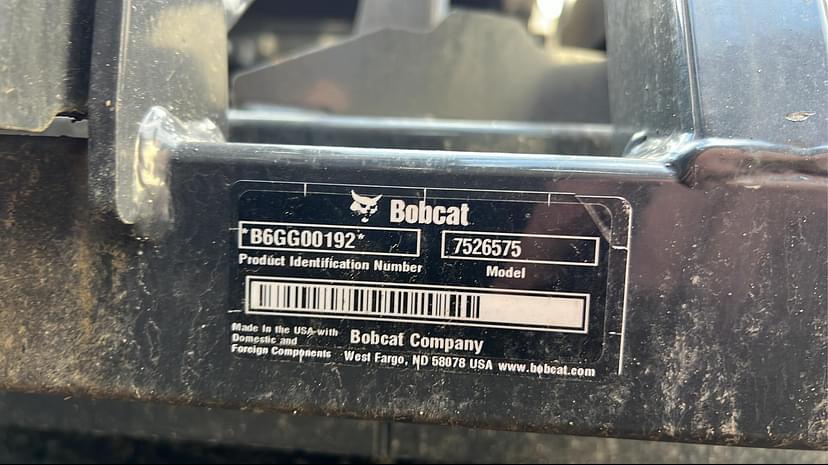 Bobcat
*B6GG00192* 7526575
Product Identification Number Model
Made in the USA with
Domestic and
Foreign Components
Bobcat Company
West Fargo, ND 58078 USA www.bobcat.com